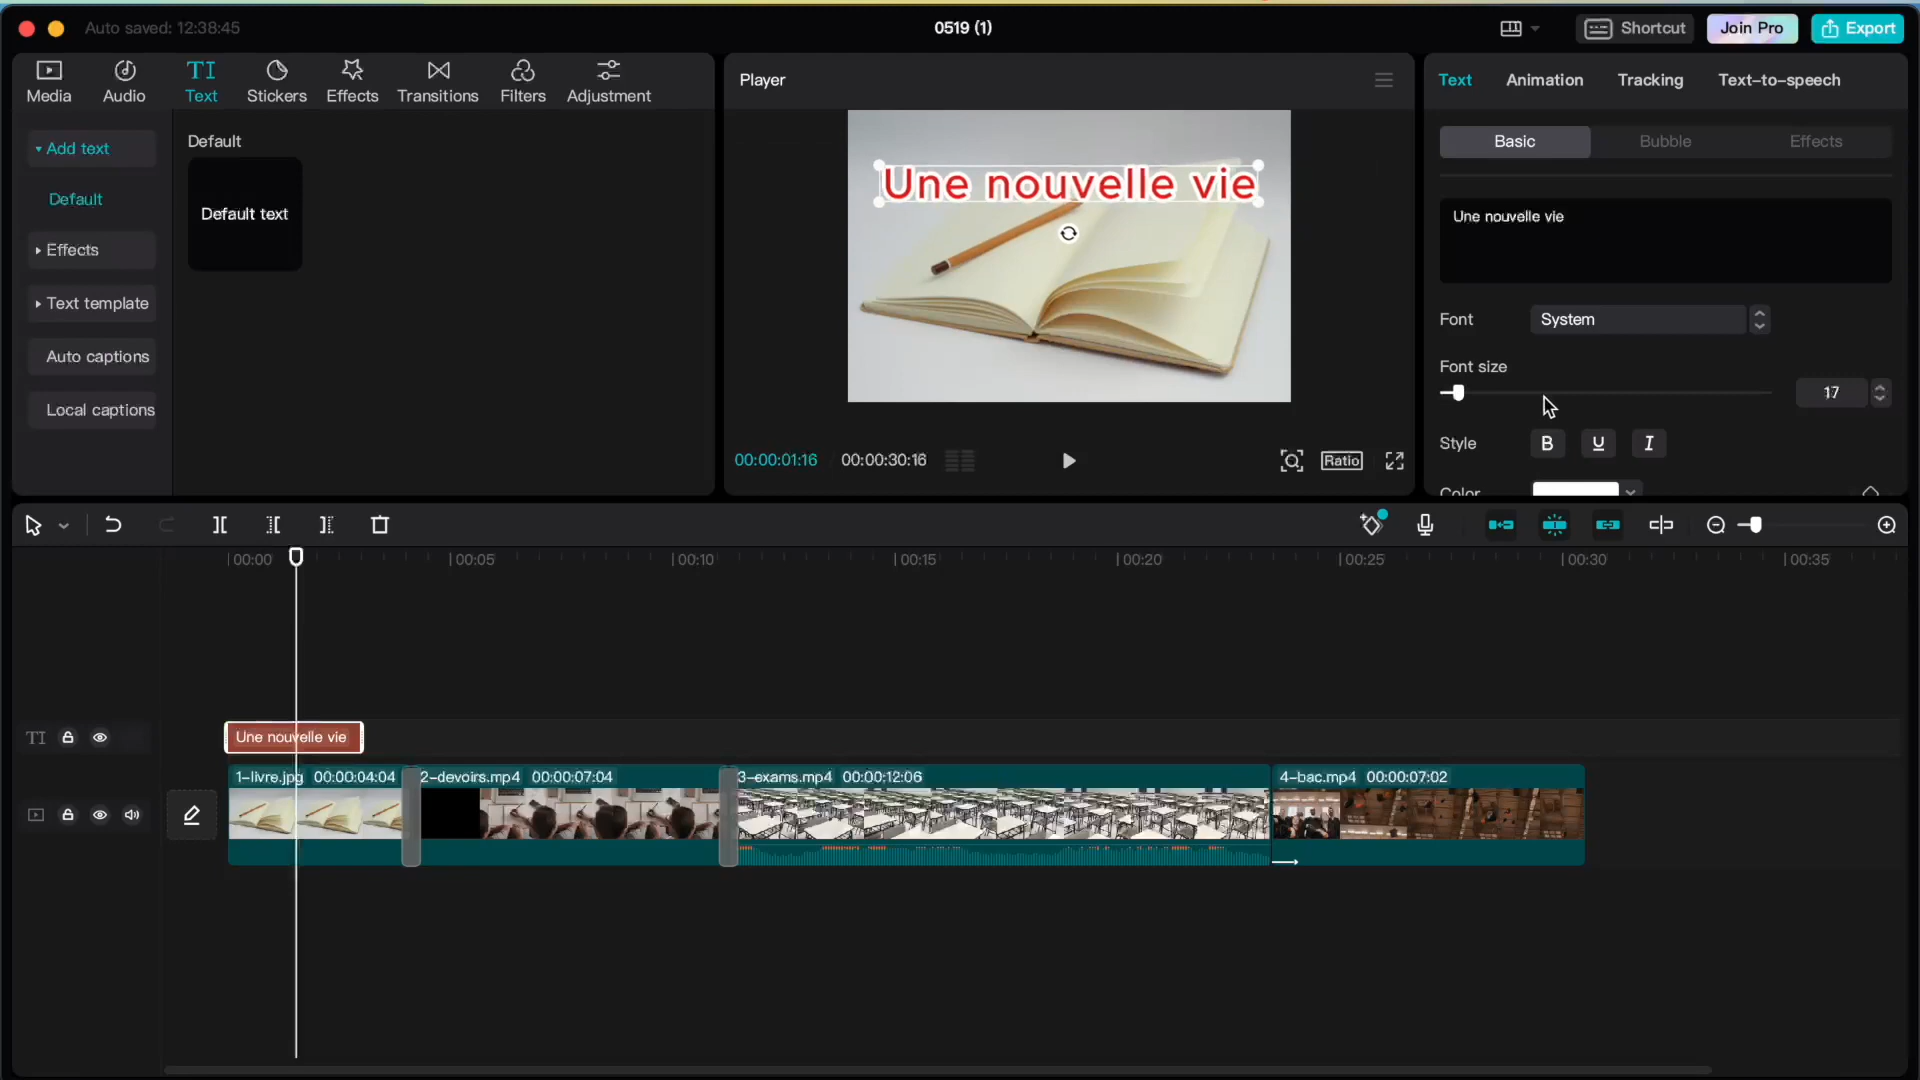 Auto saved: 12:38:45
0519 (1)
Shortcut
Join Pro
Export
Media
Audio
TI
Text
Stickers
Effects
Transitions
Filters
Adjustment
Add text
Default
Effects
Text template
Auto captions
Local captions
Default
Default text
Player
Une nouvelle vie
00:00:01:16
00:00:30:16
Ratio
Text
Animation
Tracking
Text-to-speech
Basic
Bubble
Effects
Une nouvelle vie
Font
System
Font size
17
Style
B
U
I
Color
00:00
00:05
00:10
00:15
00:20
00:25
00:30
00:35
TI
Une nouvelle vie
1-livre.jpg 00:00:04:04
2-devoirs.mp4 00:00:07:04
3-exams.mp4 00:00:12:06
4-bac.mp4 00:00:07:02